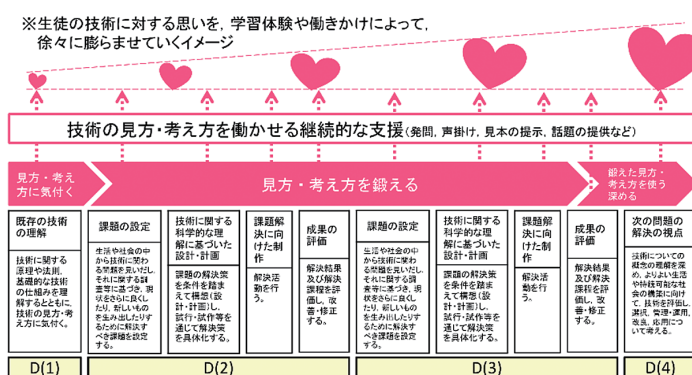 ※生徒の技術に対する思いを，学習体験や働きかけによって，
徐々に膨らませていくイメージ
技術の見方・考え方を働かせる継続的な支援(発問，声掛け，見本の提示，話題の提供など)
見方・考え
方に気付く
見方・考え方を鍛える
鍛えた見方・
考え方を使う
深める
既存の技術
の理解
技術に関する
原理や法則，
基礎的な技術
の仕組みを理
解するとともに，
技術の見方・考
え方に気付く。
課題の設定
生活や社会の中
から技術に関わ
る問題を見いだし，
それに関する調
査等に基づき，現
状をさらに良くし
たり，新しいもの
を生み出したりす
るために解決す
べき課題を設定
する。
技術に関する
科学的な理
解に基づいた
設計・計画
課題の解決策
を条件を踏ま
えて構想(設
計・計画)し，
試行・試作等を
通じて解決策
を具体化する。
課題解
決に向
けた制
作
解決活
動を行
う。
成果の
評価
解決結果
及び解決
課程を評
価し，改
善・修正
する。
課題の設定
生活や社会の中
から技術に関わ
る問題を見いだし，
それに関する調
査等に基づき，現
状をさらに良くし
たり，新しいもの
を生み出したりす
るために解決す
べき課題を設定
する。
技術に関する
科学的な理
解に基づいた
設計・計画
課題の解決策
を条件を踏ま
えて構想(設
計・計画)し，
試行・試作等を
通じて解決策
を具体化する。
課題解
決に向
けた制
作
解決活
動を行
う。
成果の
評価
解決結果
及び解決
課程を評
価し，改
善・修正
する。
次の問題の
解決の視点
技術についての
概念の理解を深
め，よりよい生活
や持続可能な社
会の構築に向け
て，技術を評価し，
選択，管理・運用，
改良，応用につ
いて考える。
D(1)
D(2)
D(3)
D(4)